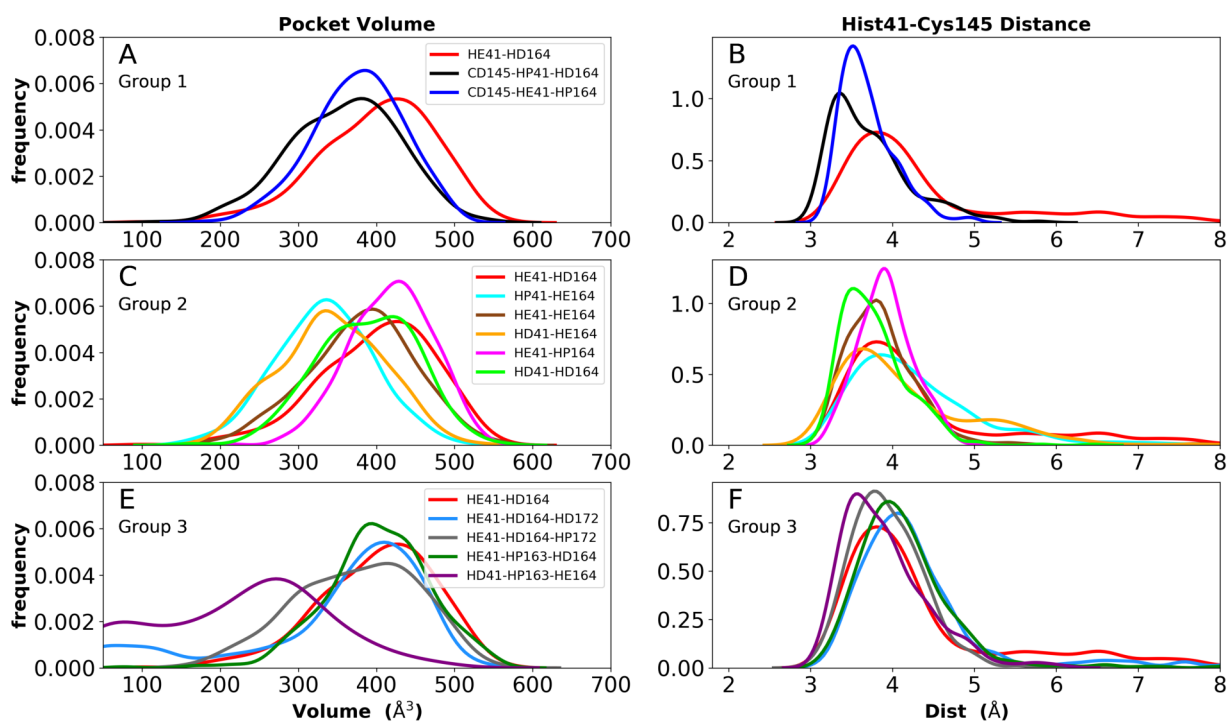 Pocket Volume
Hist41-Cys145 Distance
A
Group 1
HE41-HD164
CD145-HP41-HD164
CD145-HE41-HP164
frequency
0.008
0.006
0.004
0.002
0.000
100 200 300 400 500 600 700
B
Group 1
1.0
0.5
0.0
2 3 4 5 6 7 8
C
Group 2
HE41-HD164
HP41-HE164
HE41-HE164
HD41-HE164
HE41-HP164
HD41-HD164
frequency
0.008
0.006
0.004
0.002
0.000
100 200 300 400 500 600 700
D
Group 2
1.0
0.5
0.0
2 3 4 5 6 7 8
E
Group 3
HE41-HD164
HE41-HD164-HD172
HE41-HD164-HP172
HE41-HP163-HD164
HD41-HP163-HE164
frequency
0.008
0.006
0.004
0.002
0.000
100 200 300 400 500 600 700
Volume (Å³)
F
Group 3
0.75
0.50
0.25
0.00
2 3 4 5 6 7 8
Dist (Å)